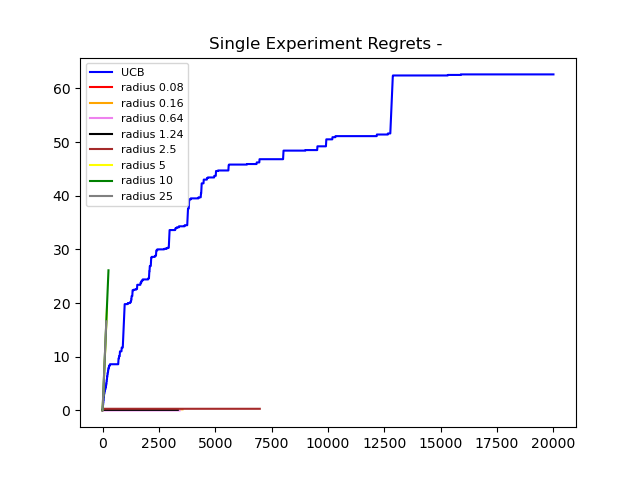 Single Experiment Regrets -
UCB
radius 0.08
radius 0.16
radius 0.64
radius 1.24
radius 2.5
radius 5
radius 10
radius 25
60
50
40
30
20
10
0
0 2500 5000 7500 10000 12500 15000 17500 20000